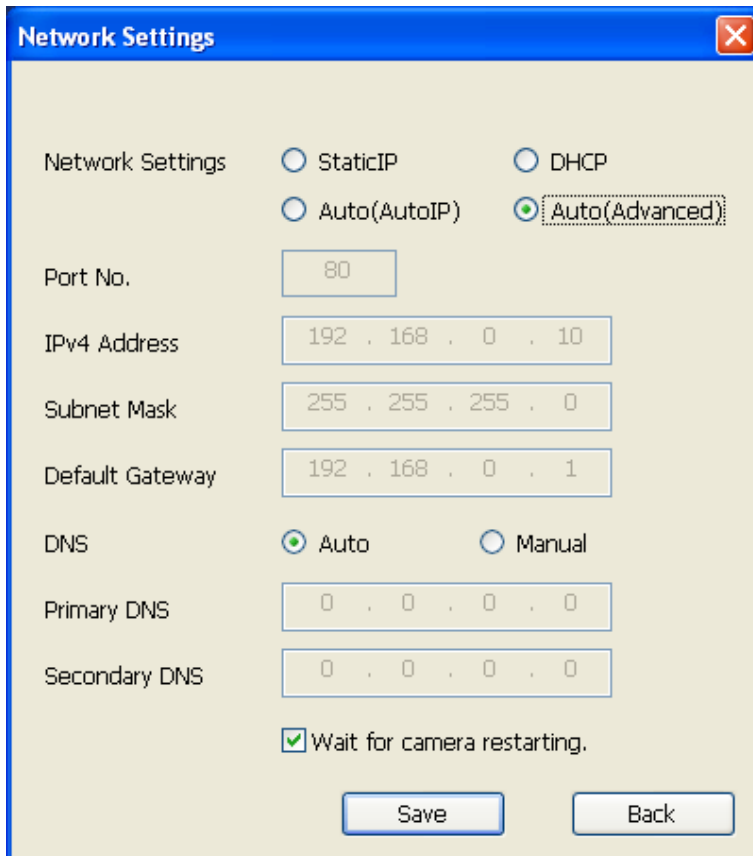 Network Settings
Network Settings StaticIP DHCP
Auto(AutoIP) Auto(Advanced)
Port No. 80
IPv4 Address 192 . 168 . 0 . 10
Subnet Mask 255 . 255 . 255 . 0
Default Gateway 192 . 168 . 0 . 1
DNS Auto Manual
Primary DNS 0 . 0 . 0 . 0
Secondary DNS 0 . 0 . 0 . 0
Wait for camera restarting.
Save Back